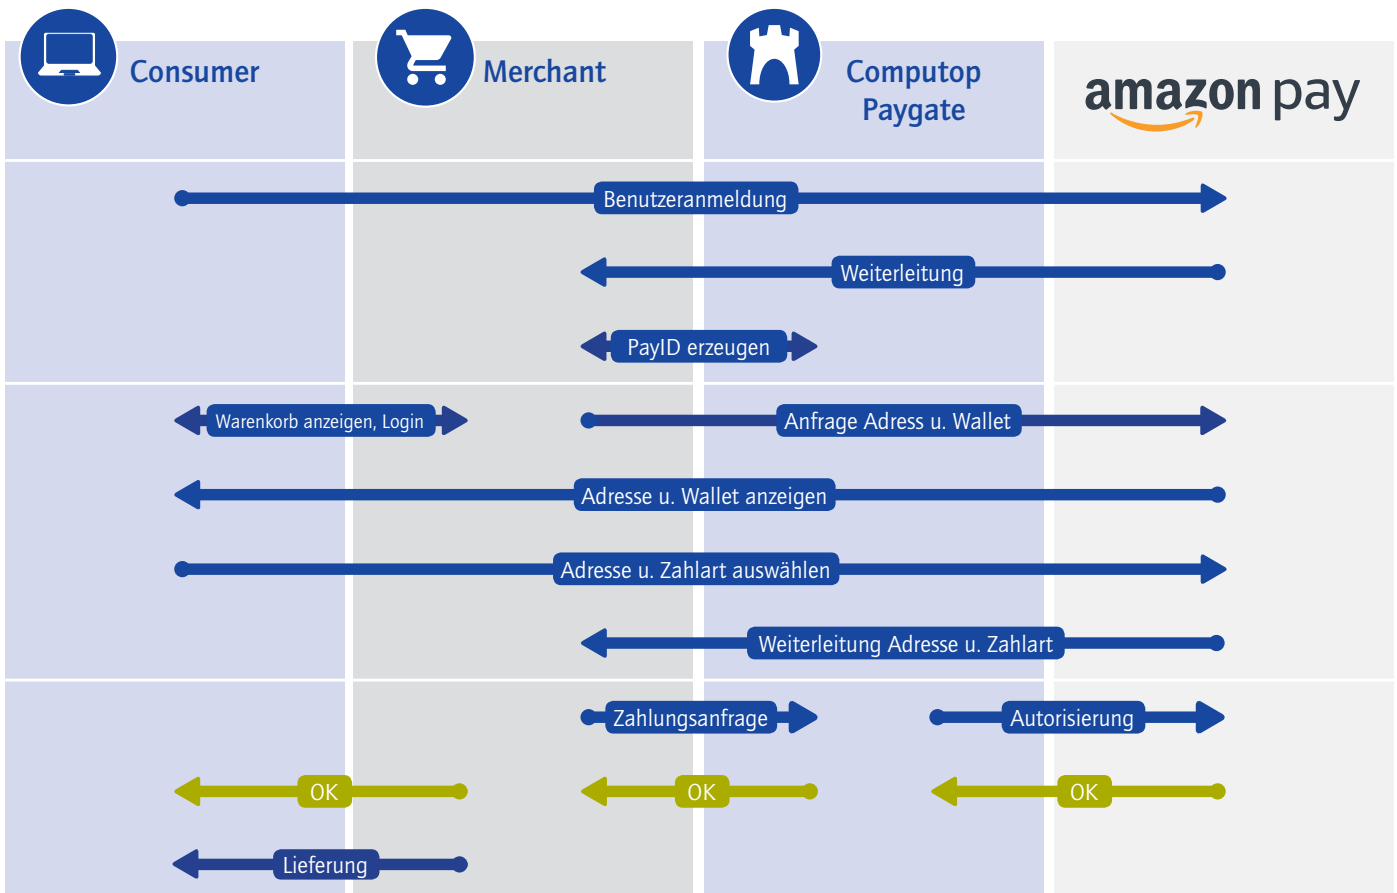 Consumer
Merchant
Computop
Paygate
amazon pay
Benutzeranmeldung
Weiterleitung
PayID erzeugen
Warenkorb anzeigen, Login
Anfrage Adress u. Wallet
Adresse u. Wallet anzeigen
Adresse u. Zahlart auswählen
Weiterleitung Adresse u. Zahlart
Zahlungsanfrage
Autorisierung
OK
OK
OK
Lieferung